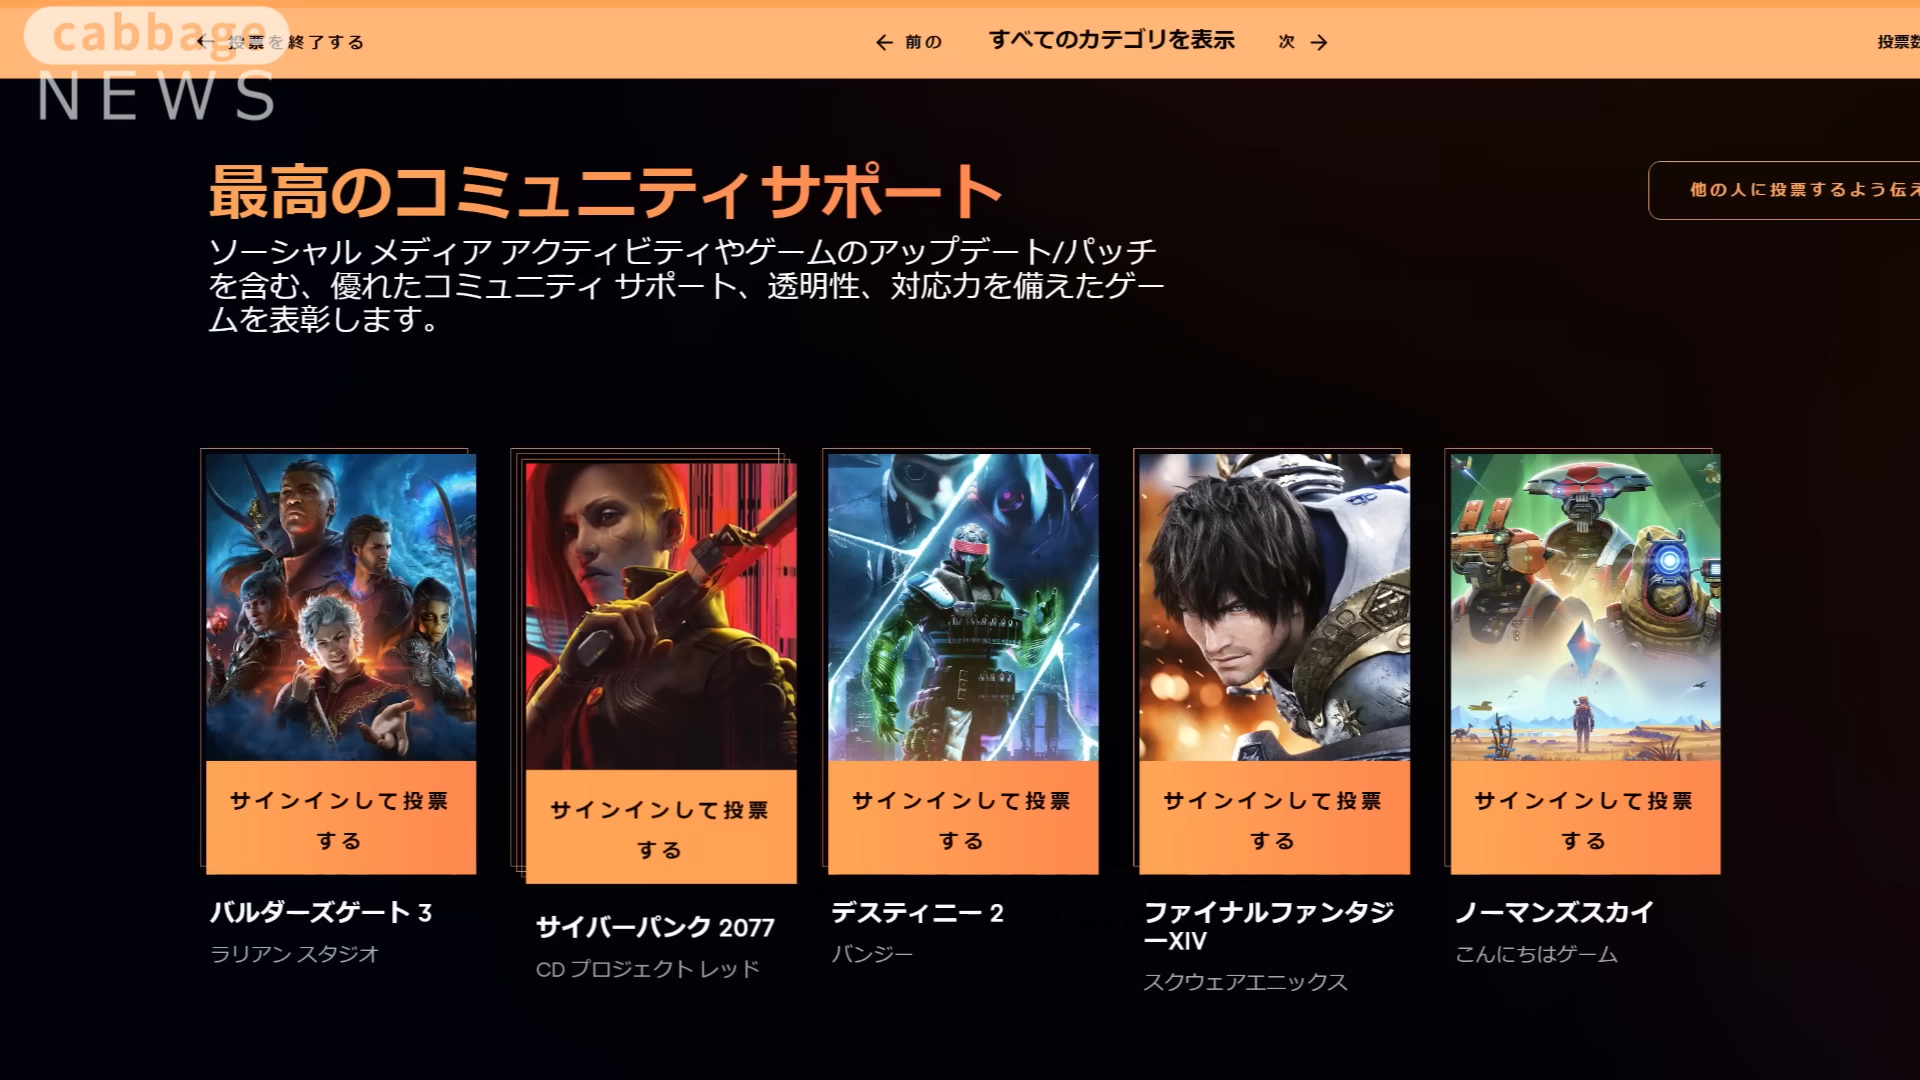 cabbage
NEWS
← 投票を終了する
← 前の
すべてのカテゴリを表示
次 →
投票数
最高のコミュニティサポート
他の人に投票するよう伝え
ソーシャル メディア アクティビティやゲームのアップデート/パッチ
を含む、優れたコミュニティ サポート、透明性、対応力を備えたゲー
ムを表彰します。
サインインして投票
する
サインインして投票
する
サインインして投票
する
サインインして投票
する
サインインして投票
する
バルダーズゲート 3
ラリアン スタジオ
サイバーパンク 2077
CD プロジェクト レッド
デスティニー 2
バンジー
ファイナルファンタジ
ーXIV
スクウェアエニックス
ノーマンズスカイ
こんにちはゲーム